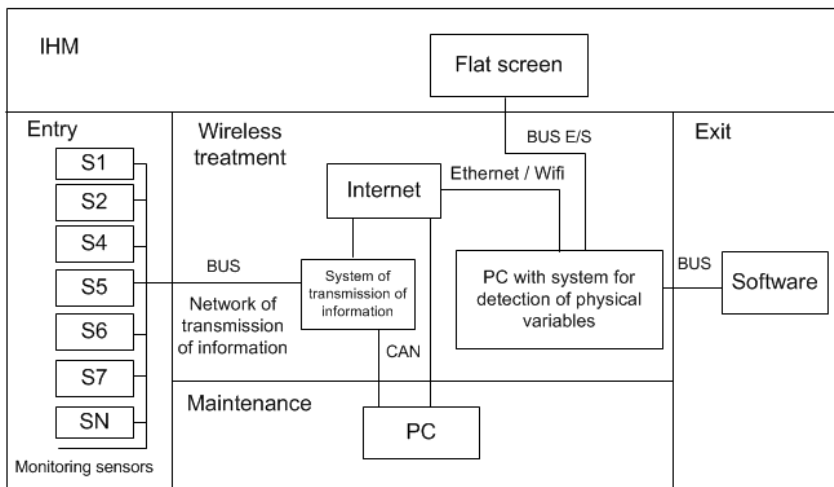 IHM
Flat screen
Entry
Wireless
treatment
BUS E/S
Exit
S1
S2
S4
S5
S6
S7
SN
Monitoring sensors
Internet
Ethernet / Wifi
BUS
Network of
transmission
of information
System of
transmission of
information
PC with system for
detection of physical
variables
BUS
Software
CAN
Maintenance
PC